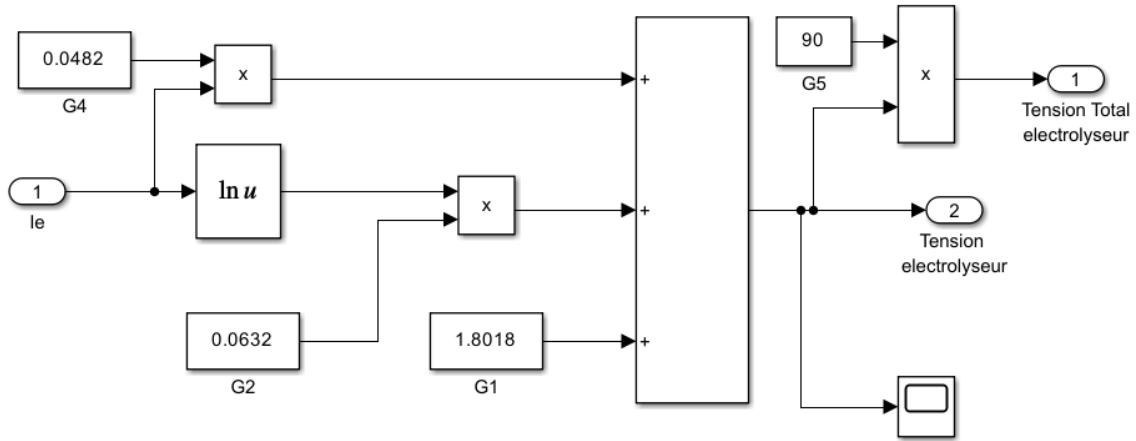 0.0482
G4
x
1
Ie
ln u
x
0.0632
G2
1.8018
G1
+
+
+
90
G5
x
1
Tension Total
electrolyseur
2
Tension
electrolyseur